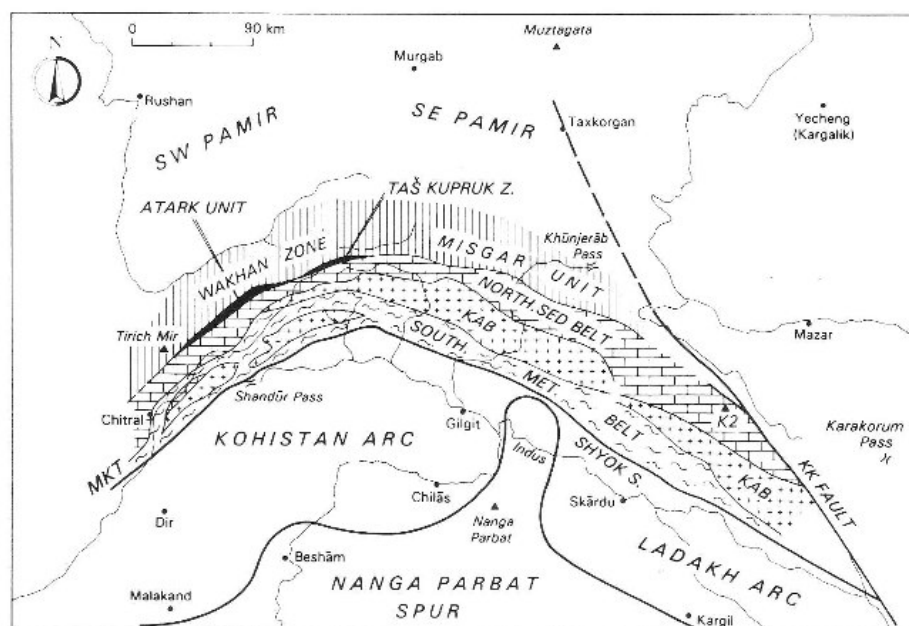 0 90 km
N
Muztagata
Murgab
Rushan
SW PAMIR
SE PAMIR
Taxkorgan
Yecheng
(Kargalik)
TAŠ KUPRUK Z.
ATARK UNIT
WAKHAN ZONE
MISGAR UNIT
Khūnjerāb
Pass
NORTH. SED BELT
KAB
Tirich Mir
SOUTH. MET. BELT
Mazar
Shandūr Pass
Chitral
Gilgit
K2
Karakorum
Pass
MKT
KOHISTAN ARC
Indus
SHYOK S.
KAB
KK FAULT
Chilās
Skārdu
Dir
Nanga
Parbat
Beshām
LADAKH ARC
Malakand
NANGA PARBAT
SPUR
Kargil